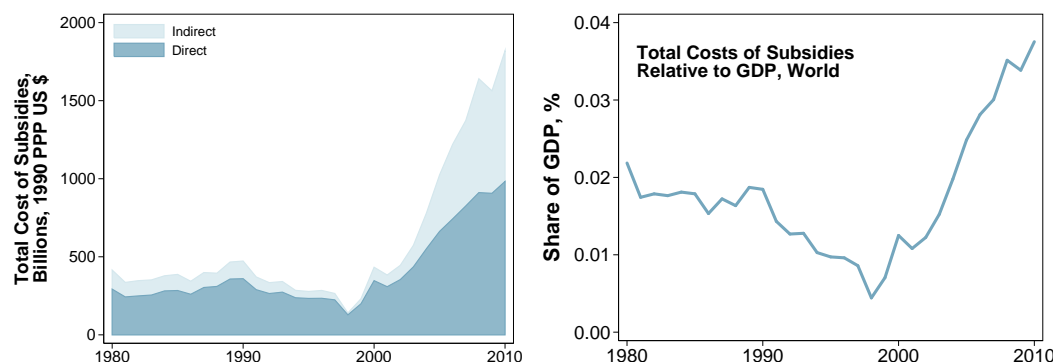 Total Cost of Subsidies,
Billions, 1990 PPP US $
2000
1500
1000
500
0
Indirect
Direct
1980
1990
2000
2010
Share of GDP, %
0.04
0.03
0.02
0.01
0.00
Total Costs of Subsidies
Relative to GDP, World
1980
1990
2000
2010